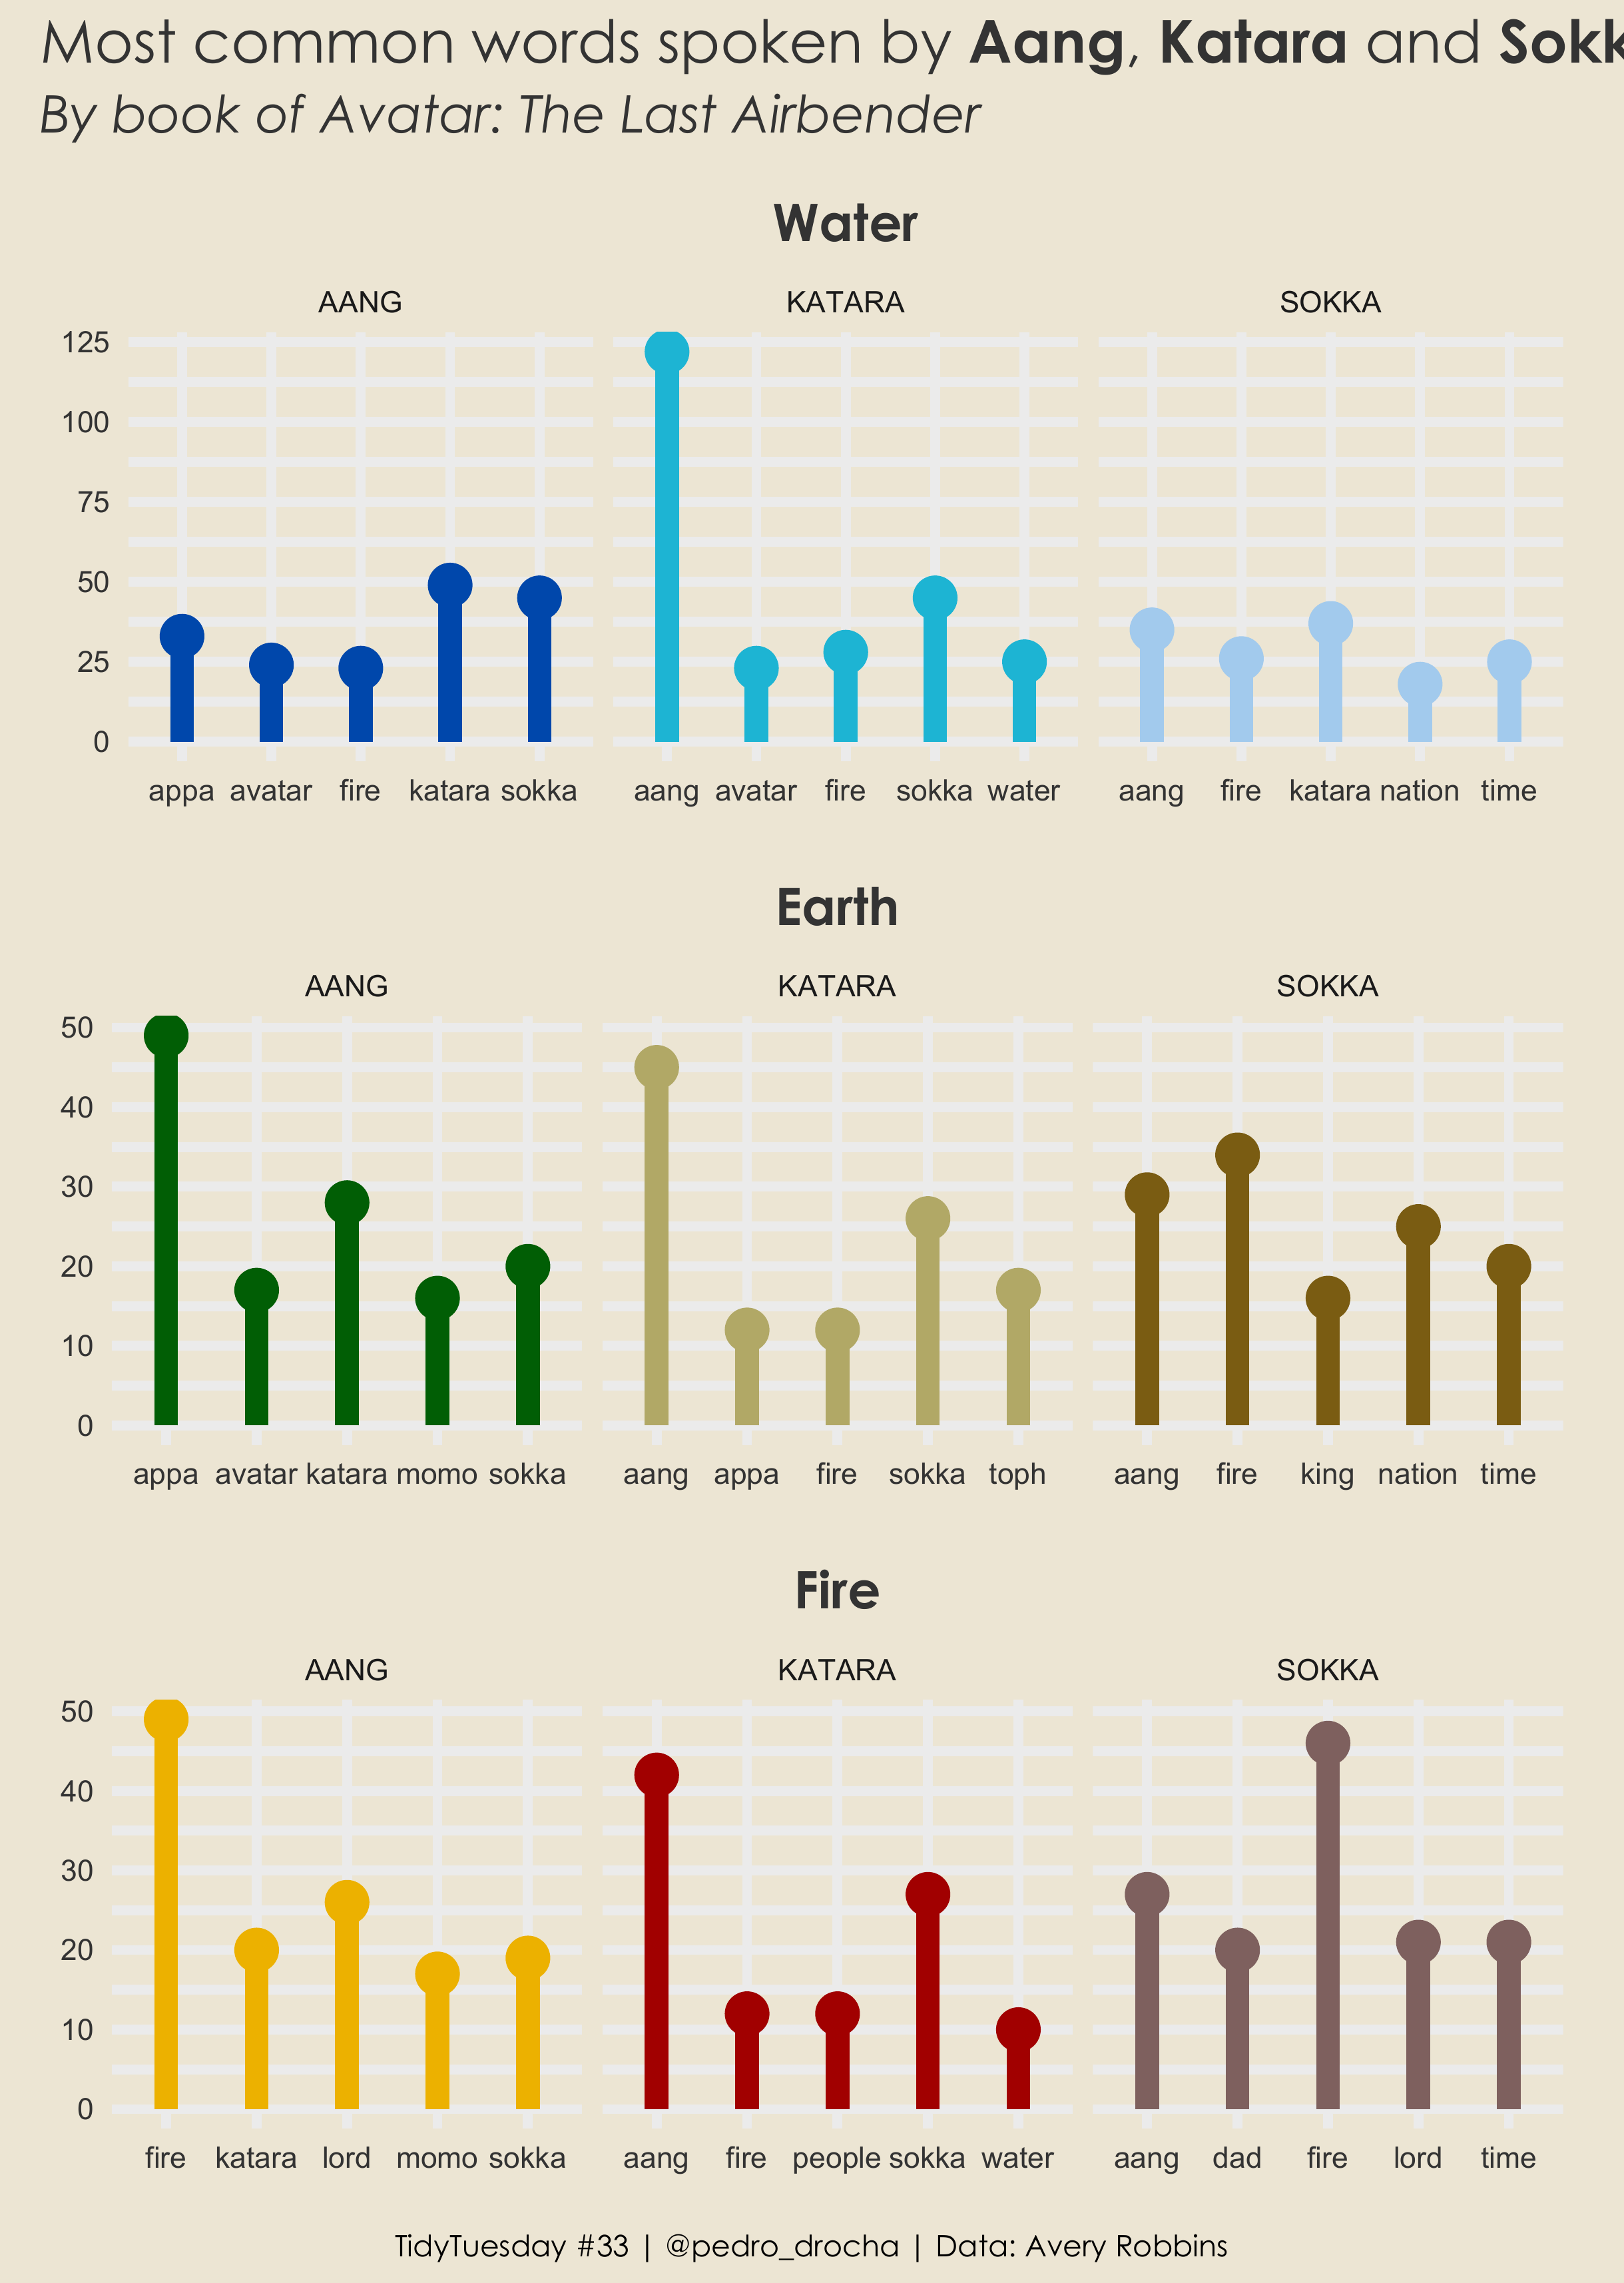 Most common words spoken by Aang, Katara and Sokk
By book of Avatar: The Last Airbender
Water
AANG KATARA SOKKA
125
100
75
50
25
0
appa avatar fire katara sokka aang avatar fire sokka water aang fire katara nation time
Earth
AANG KATARA SOKKA
50
40
30
20
10
0
appa avatar katara momo sokka aang appa fire sokka toph aang fire king nation time
Fire
AANG KATARA SOKKA
50
40
30
20
10
0
fire katara lord momo sokka aang fire people sokka water aang dad fire lord time
TidyTuesday #33 | @pedro_drocha | Data: Avery Robbins